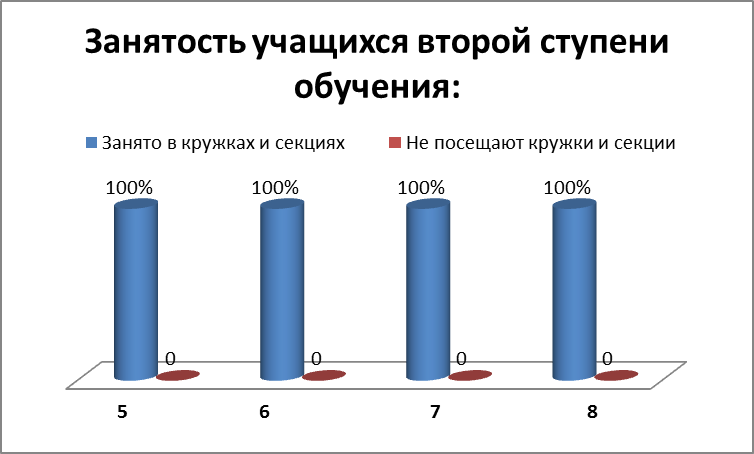 Занятость учащихся второй ступени
обучения:
Занято в кружках и секциях Не посещают кружки и секции
100% 100% 100% 100%
0 0 0 0
5 6 7 8